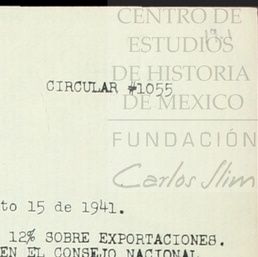 CENTRO DE
ESTUDIOS
DE HISTORIA
DE MEXICO
FUNDACIÓN
Carlos Slim
CIRCULAR #1055
to 15 de 1941.
12% SOBRE EXPORTACIONES.
EN EL CONSEJO NACIONAL